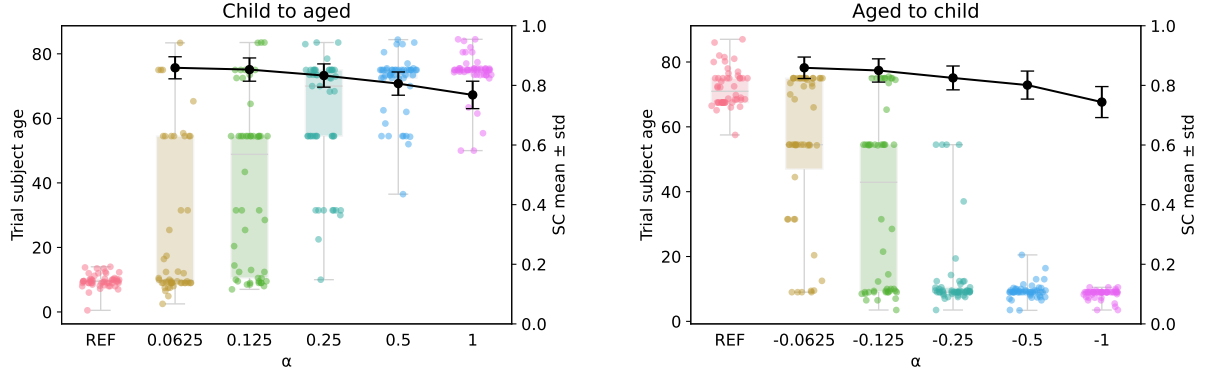 Child to aged
Trial subject age
80
60
40
20
0
1.0
0.8
0.6
0.4
0.2
0.0
SC mean ± std
REF 0.0625 0.125 0.25 0.5 1
α
Aged to child
Trial subject age
80
60
40
20
0
1.0
0.8
0.6
0.4
0.2
0.0
SC mean ± std
REF -0.0625 -0.125 -0.25 -0.5 -1
α